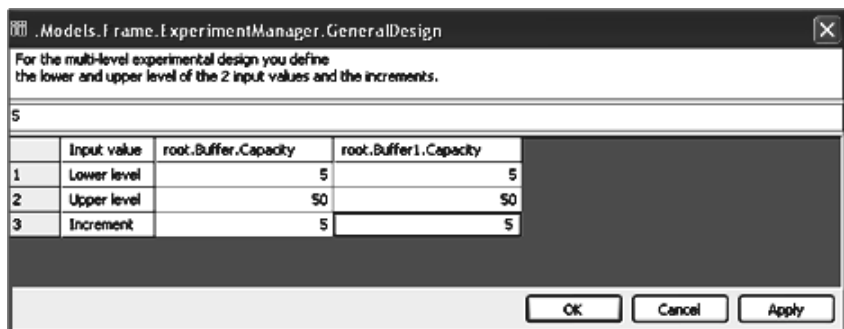 .Models.Frame.ExperimentManager.GeneralDesign
For the multi-level experimental design you define
the lower and upper level of the 2 input values and the increments.
5
Input value root.Buffer.Capacity root.Buffer1.Capacity
1 Lower level 5 5
2 Upper level 50 50
3 Increment 5 5
OK Cancel Apply